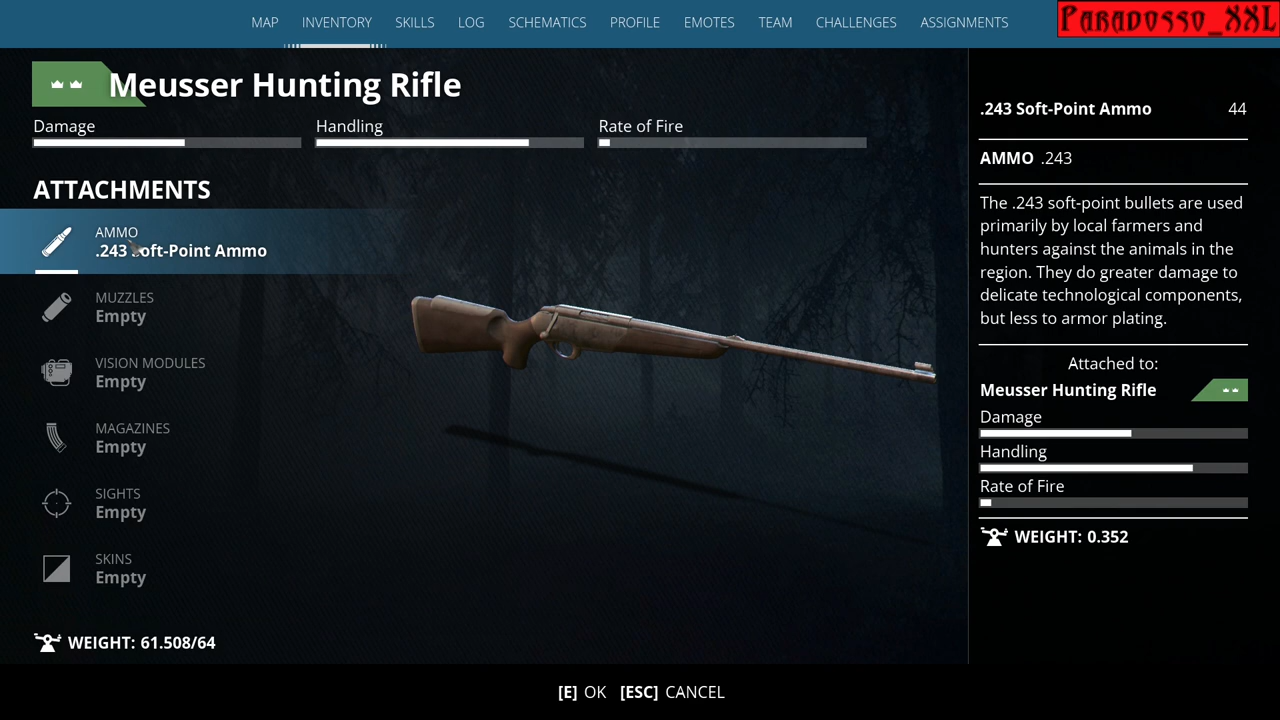 MAP INVENTORY SKILLS LOG SCHEMATICS PROFILE EMOTES TEAM CHALLENGES ASSIGNMENTS
Paradosso_XXL
Meusser Hunting Rifle
Damage Handling Rate of Fire
ATTACHMENTS
AMMO
.243 Soft-Point Ammo
MUZZLES
Empty
VISION MODULES
Empty
MAGAZINES
Empty
SIGHTS
Empty
SKINS
Empty
WEIGHT: 61.508/64
.243 Soft-Point Ammo 44
AMMO .243
The .243 soft-point bullets are used
primarily by local farmers and
hunters against the animals in the
region. They do greater damage to
delicate technological components,
but less to armor plating.
Attached to:
Meusser Hunting Rifle
Damage
Handling
Rate of Fire
WEIGHT: 0.352
[E] OK [ESC] CANCEL